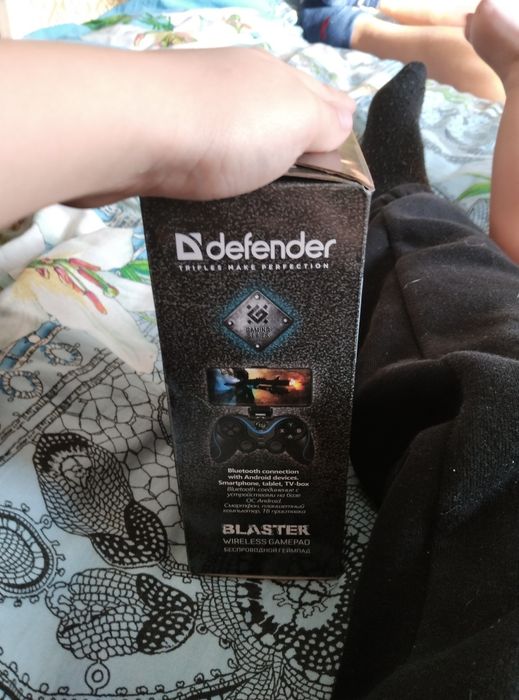 defender
TRIPLES MAKE PERFECTION
GAMING
Bluetooth connection
with Android devices.
Smartphone, tablet, TV-box
Bluetooth-соединение с
устройствами на базе
ОС Android
Смартфон, планшетный
компьютер, ТВ приставка
BLASTER
WIRELESS GAMEPAD
БЕСПРОВОДНОЙ ГЕЙМПАД